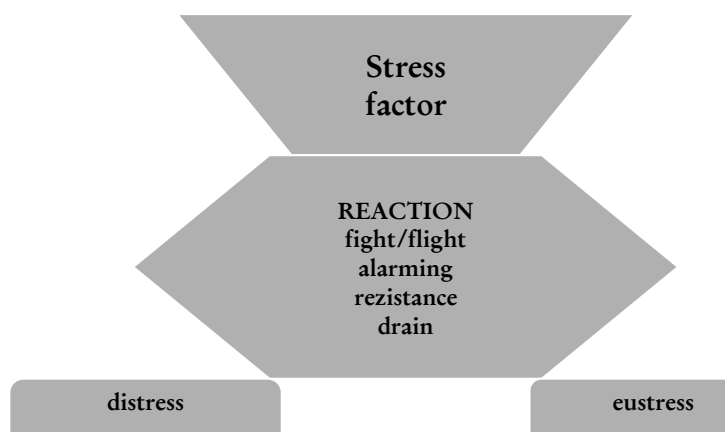 Stress
factor
REACTION
fight/flight
alarming
rezistance
drain
distress
eustress